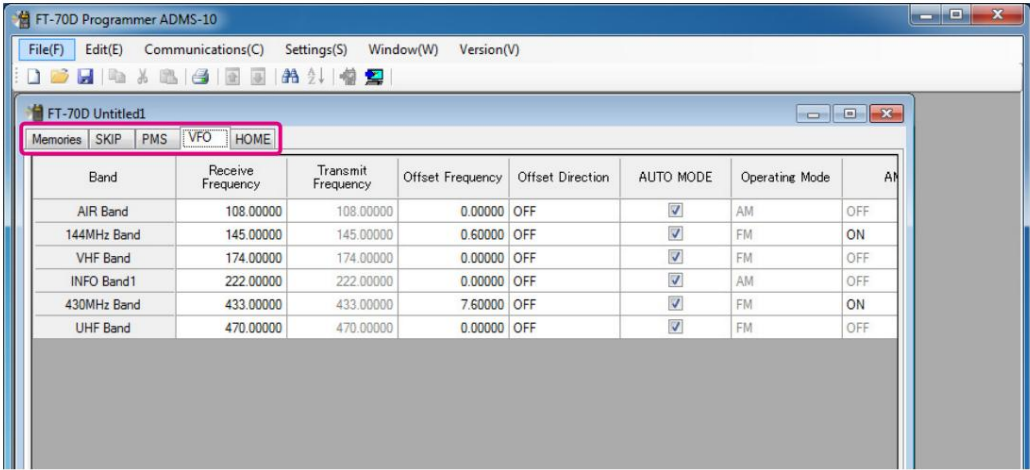 FT-70D Programmer ADMS-10
File(F) Edit(E) Communications(C) Settings(S) Window(W) Version(V)
FT-70D Untitled1
Memories SKIP PMS VFO HOME
Band Receive Frequency Transmit Frequency Offset Frequency Offset Direction AUTO MODE Operating Mode AM
AIR Band 108.00000 108.00000 0.00000 OFF AM OFF
144MHz Band 145.00000 145.00000 0.60000 OFF FM ON
VHF Band 174.00000 174.00000 0.00000 OFF FM OFF
INFO Band1 222.00000 222.00000 0.00000 OFF AM OFF
430MHz Band 433.00000 433.00000 7.60000 OFF FM ON
UHF Band 470.00000 470.00000 0.00000 OFF FM OFF